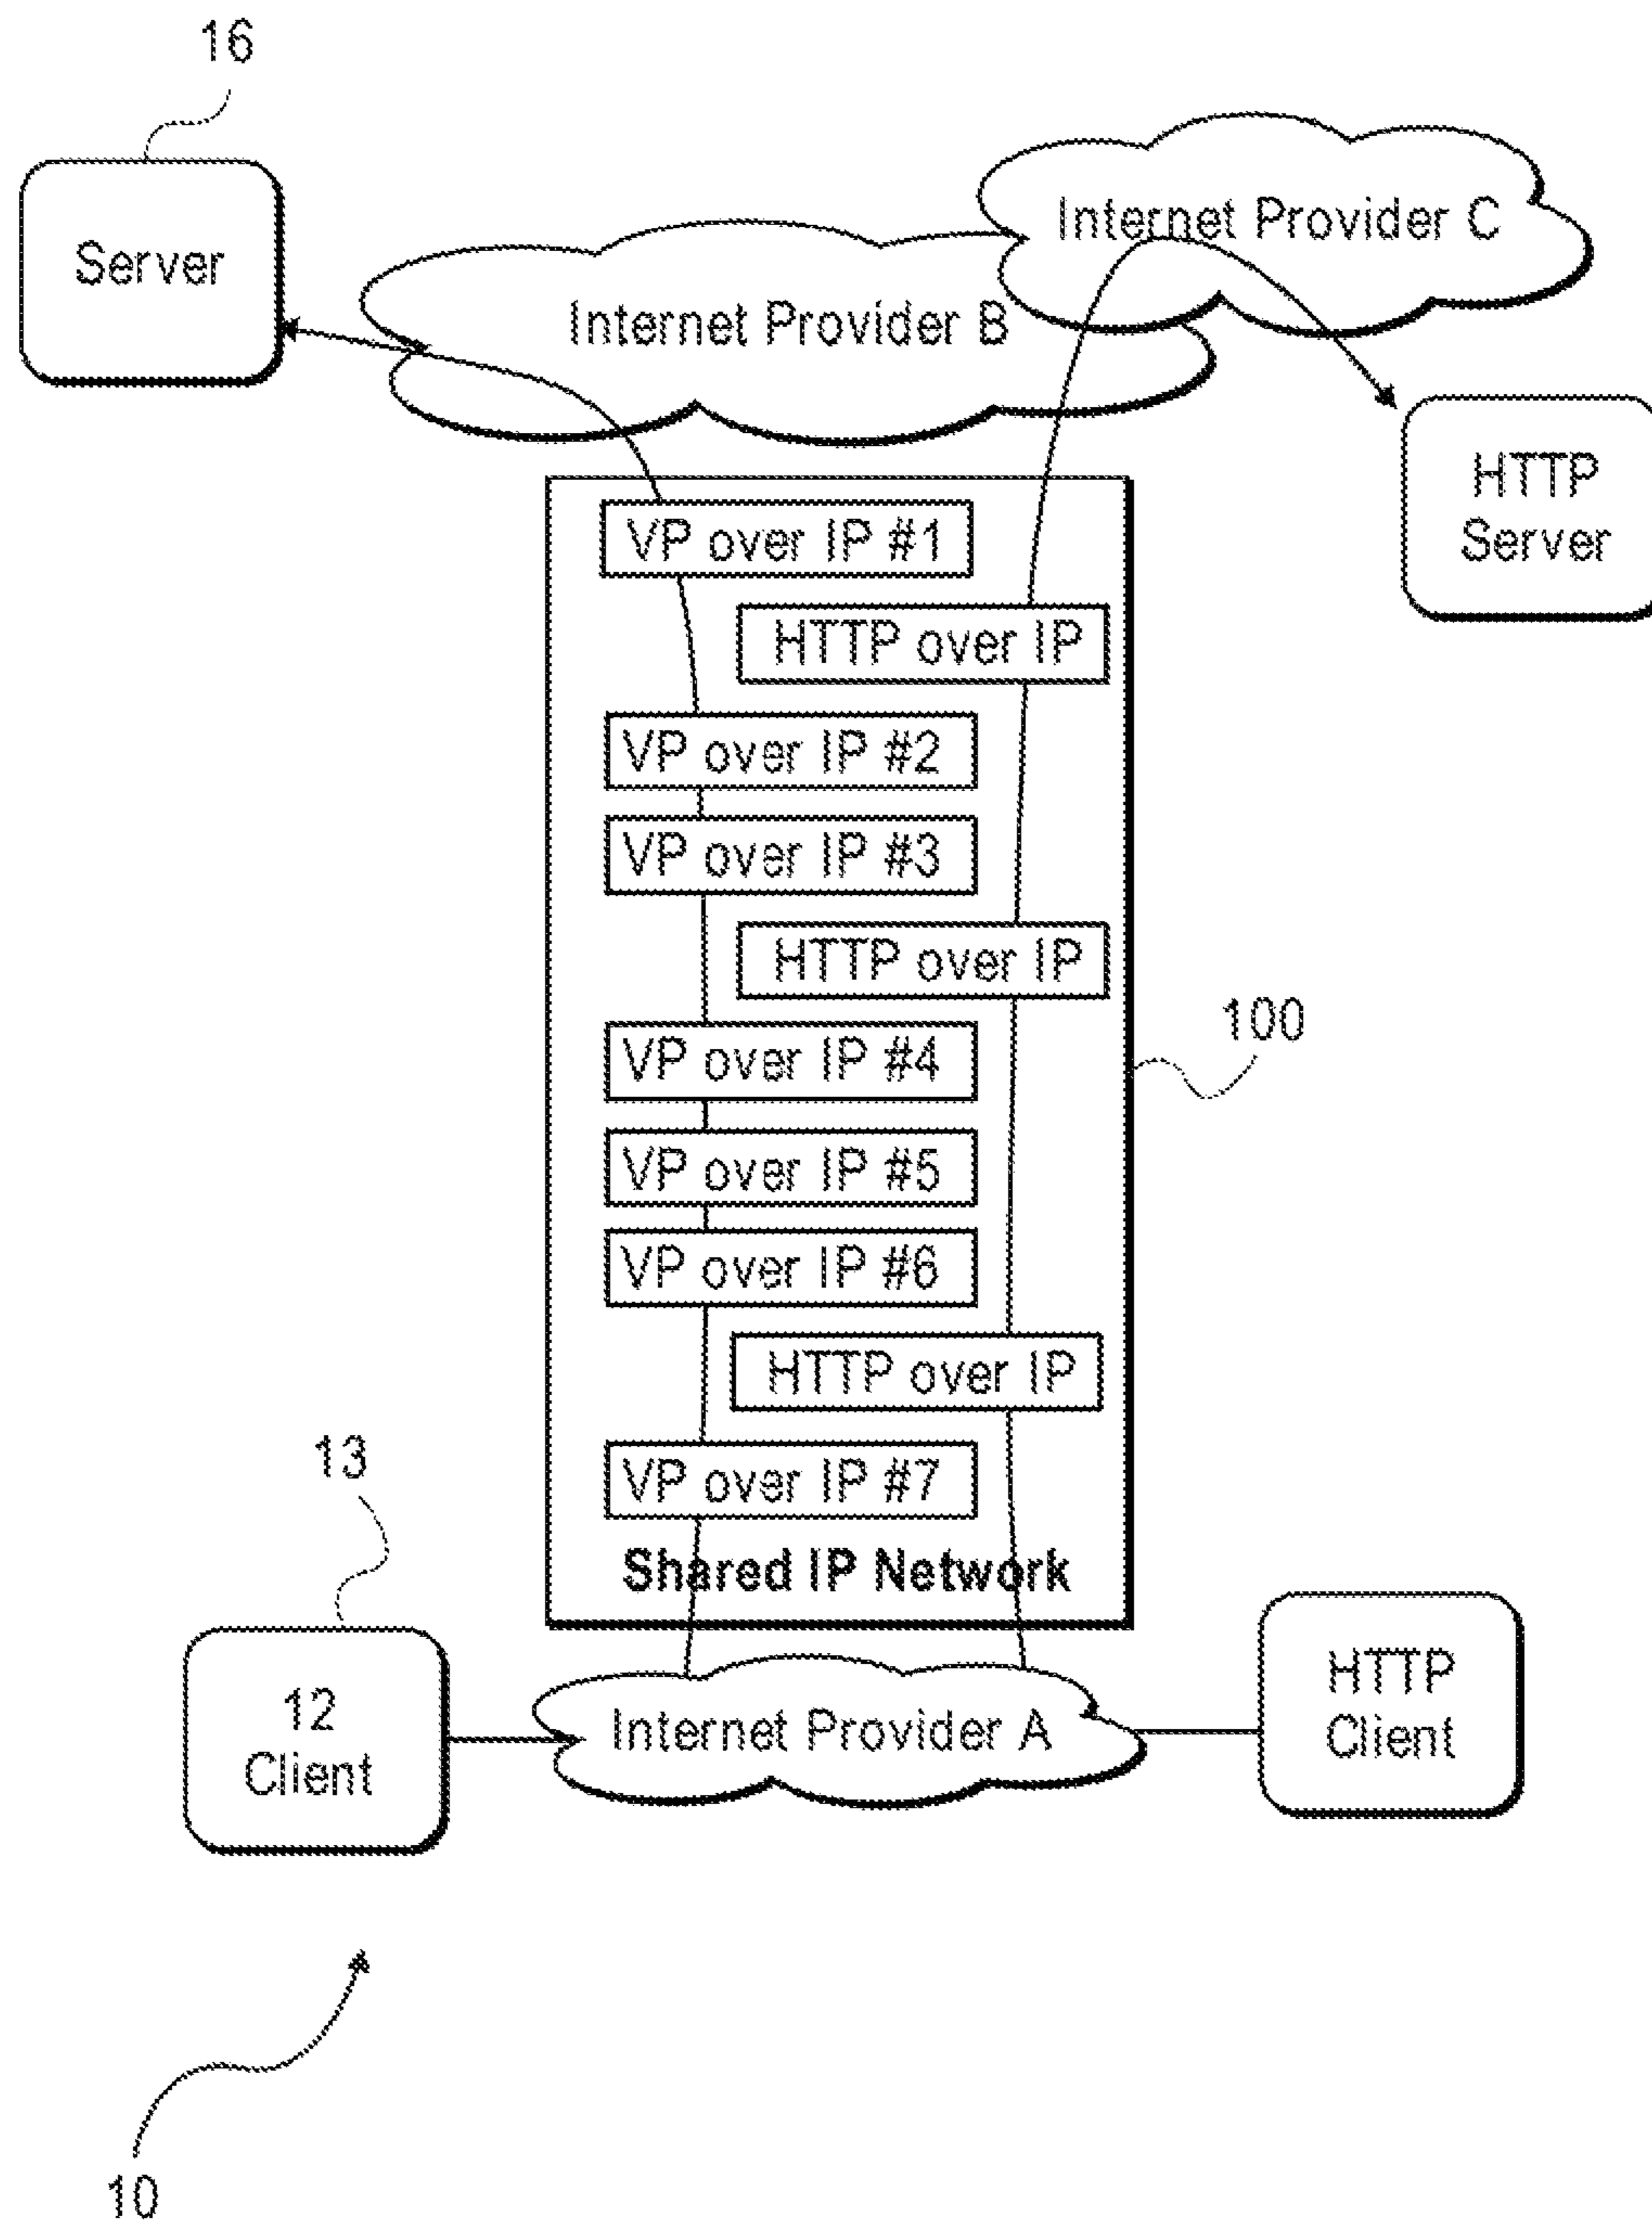 16
Server
Internet Provider C
Internet Provider B
HTTP
Server
VP over IP #1
HTTP over IP
VP over IP #2
VP over IP #3
HTTP over IP
100
VP over IP #4
VP over IP #5
VP over IP #6
HTTP over IP
13
VP over IP #7
Shared IP Network
12
Client
Internet Provider A
HTTP
Client
10